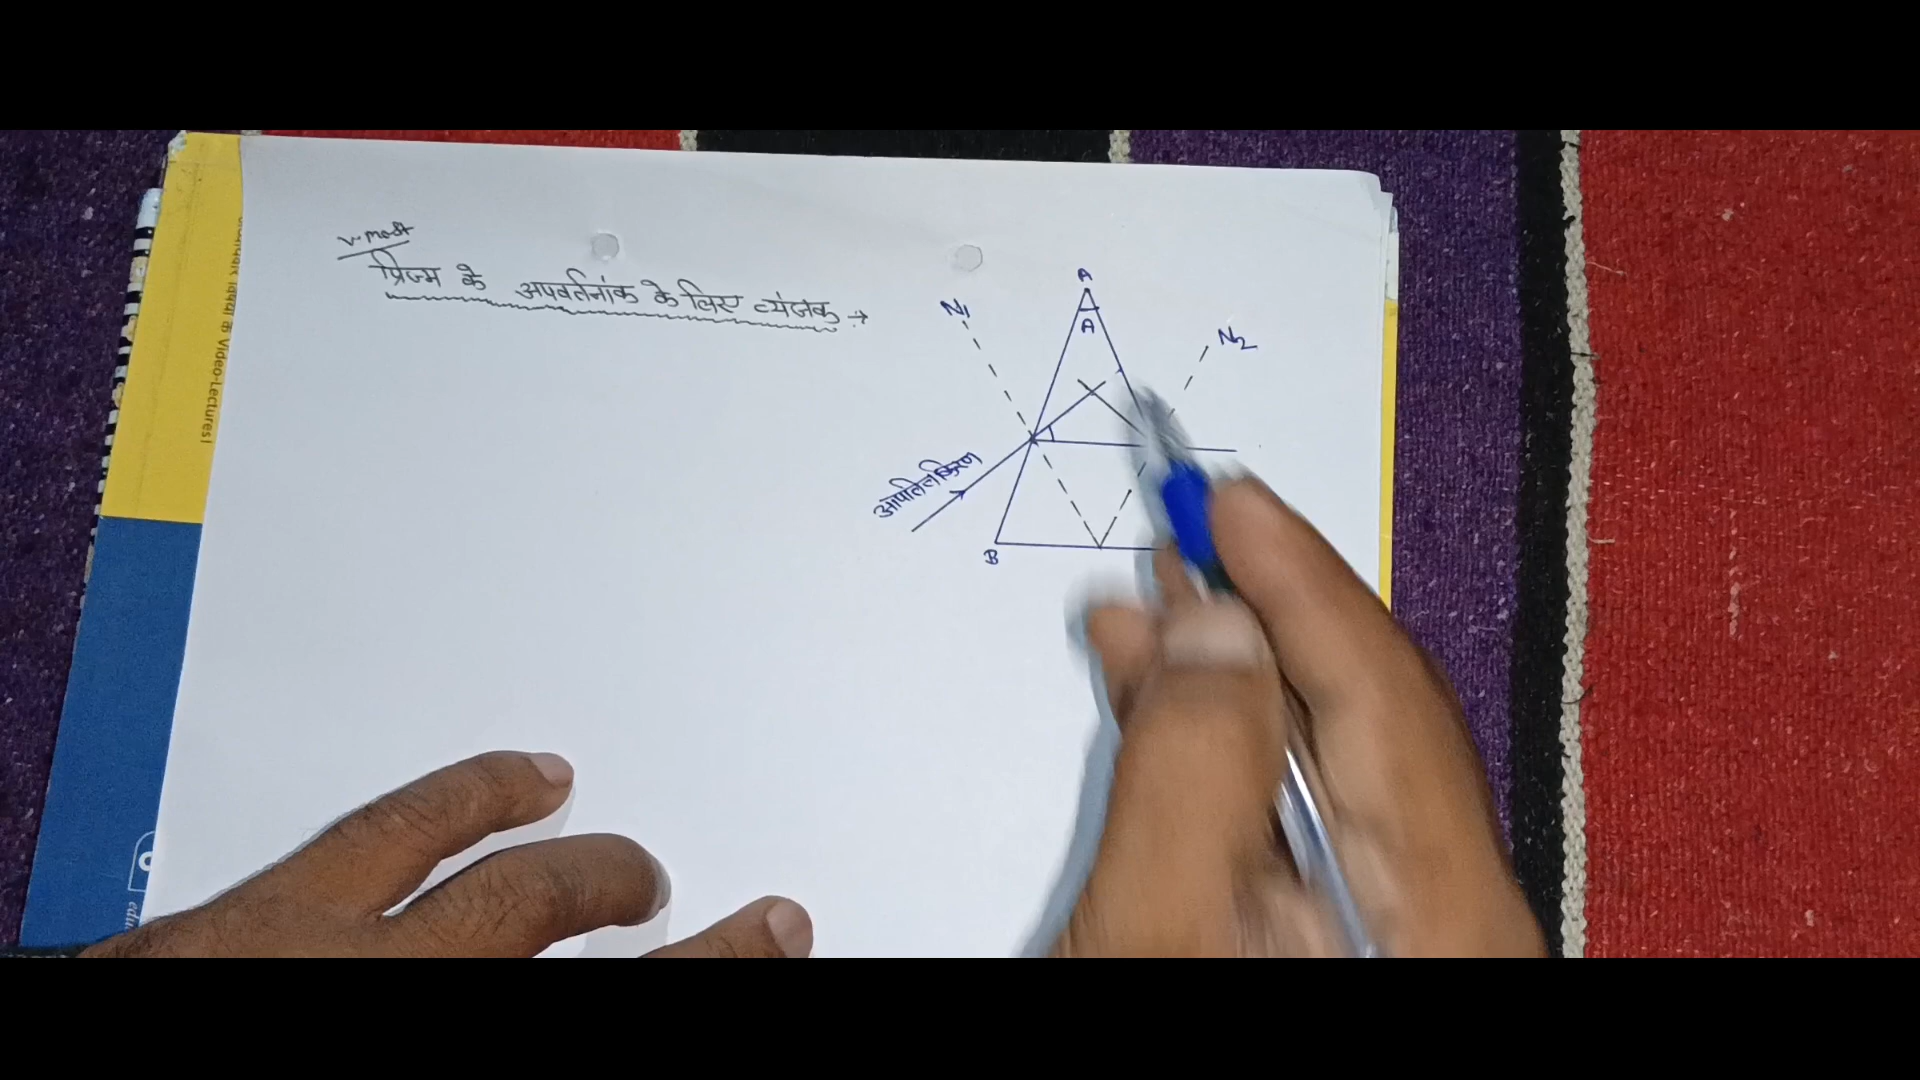 v. most
प्रिज्म के अपवर्तनांक के लिए व्यंजक →
A
A
N1
N2
आपतित किरण
B
के Video-Lectures!